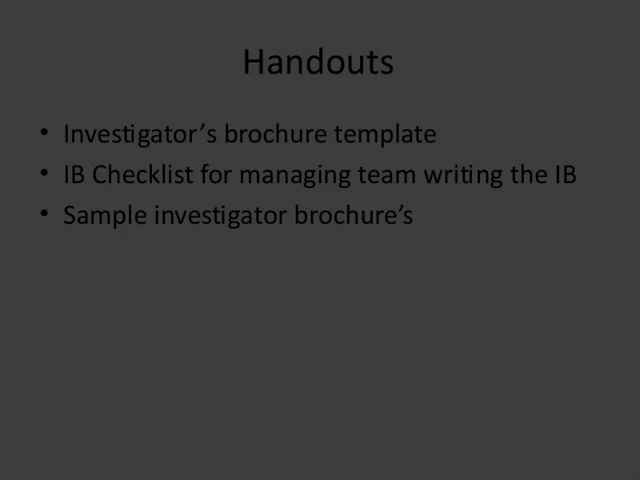 Handouts
• Investigator’s brochure template
• IB Checklist for managing team writing the IB
• Sample investigator brochure’s